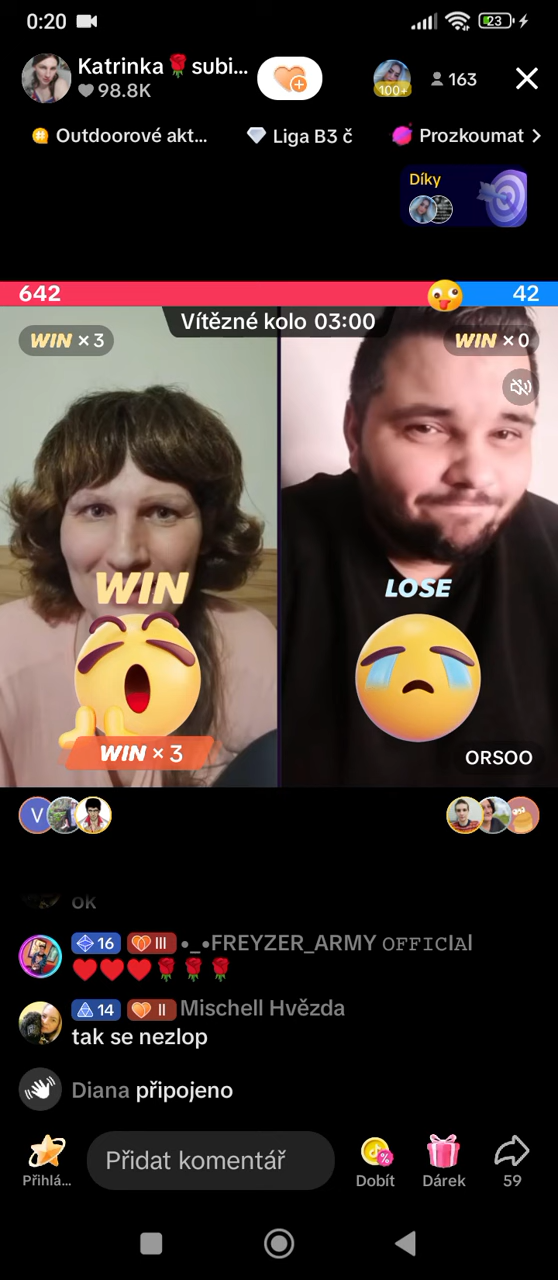 0:20
23
Katrinka🌹subi...
98.8K
100+
163
Outdoorové akt...
Liga B3 č
Prozkoumat
Díky
642
42
Vítězné kolo 03:00
WIN × 3
WIN × 0
WIN
LOSE
WIN × 3
ORSOO
V
ok
16 III •_•FREYZER_ARMY OFFICIAl
❤️❤️❤️🌹🌹🌹
14 II Mischell Hvězda
tak se nezlop
Diana připojeno
Přidat komentář
Přihlá...
Dobít
Dárek
59